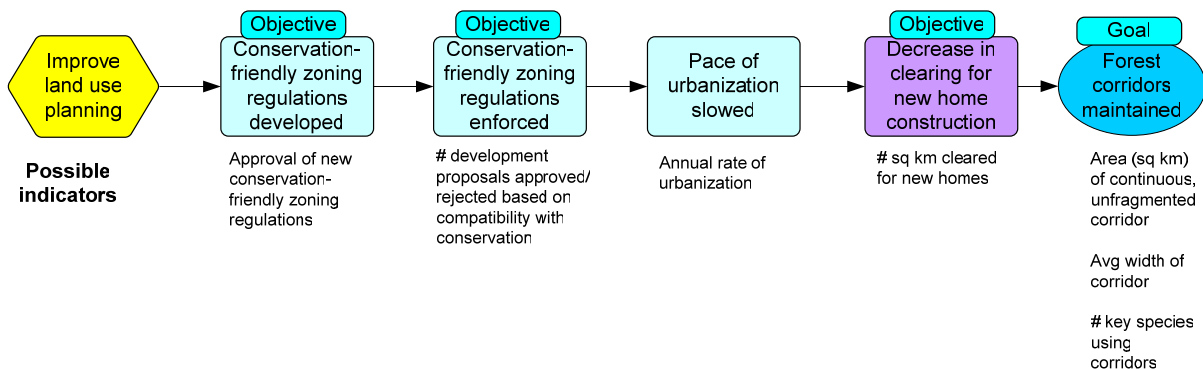 Improve
land use
planning
Objective
Conservation-
friendly zoning
regulations
developed
Objective
Conservation-
friendly zoning
regulations
enforced
Pace of
urbanization
slowed
Objective
Decrease in
clearing for
new home
construction
Goal
Forest
corridors
maintained
Possible
indicators
Approval of new
conservation-
friendly zoning
regulations
# development
proposals approved/
rejected based on
compatibility with
conservation
Annual rate of
urbanization
# sq km cleared
for new homes
Area (sq km)
of continuous,
unfragmented
corridor
Avg width of
corridor
# key species
using
corridors